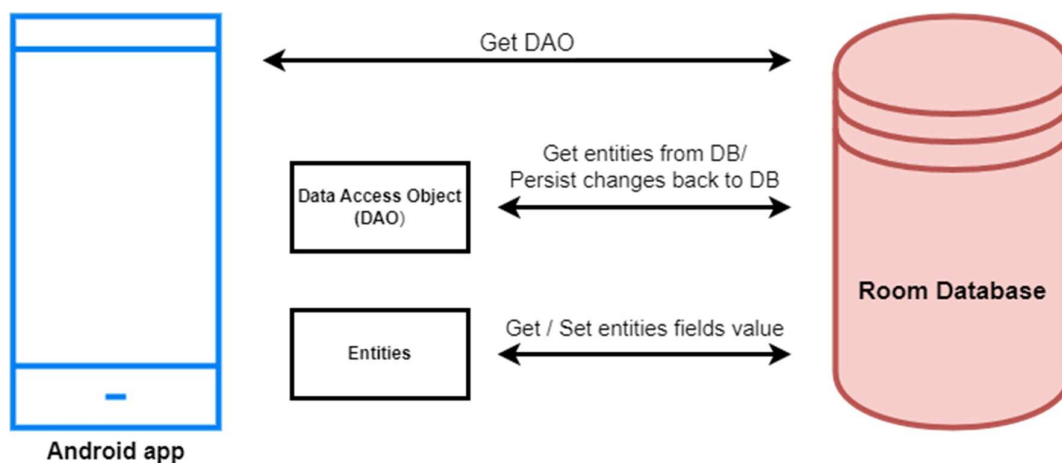 Get DAO
Get entities from DB/
Persist changes back to DB
Data Access Object
(DAO)
Room Database
Get / Set entities fields value
Entities
Android app